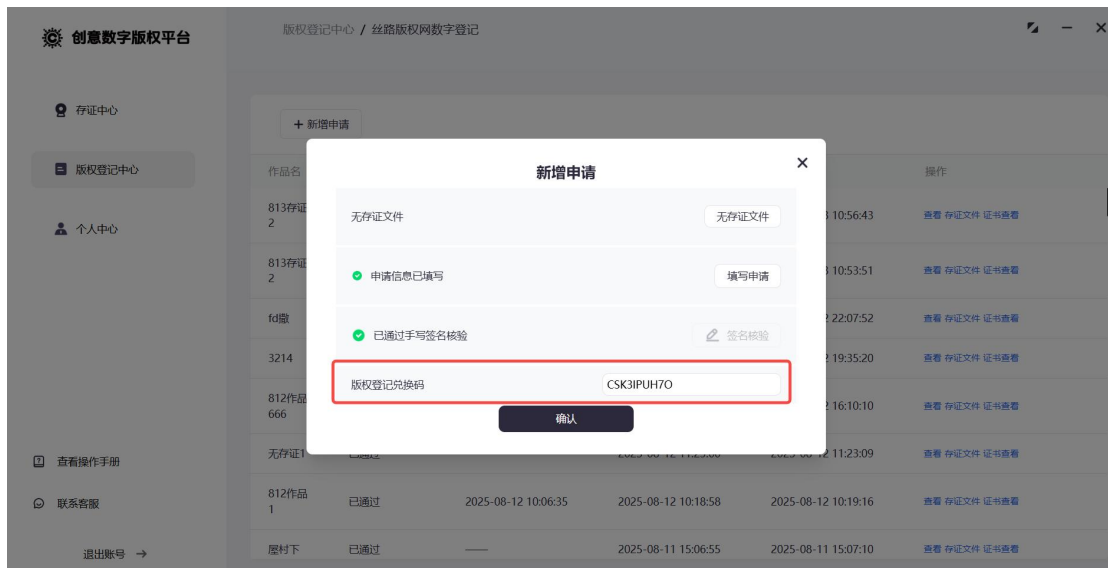 创意数字版权平台
版权登记中心 / 丝路版权网数字登记
存证中心
版权登记中心
个人中心
查看操作手册
联系客服
退出账号
+ 新增申请
作品名
操作
新增申请
无存证文件 无存证文件
申请信息已填写 填写申请
已通过手写签名核验 签名核验
版权登记兑换码 CSK3IPUH7O
确认
813存证
2
10:56:43 查看 存证文件 证书查看
813存证
2
10:53:51 查看 存证文件 证书查看
fd撒 22:07:52 查看 存证文件 证书查看
3214 19:35:20 查看 存证文件 证书查看
812作品
666
16:10:10 查看 存证文件 证书查看
无存证1 11:23:09 查看 存证文件 证书查看
812作品
1
已通过 2025-08-12 10:06:35 2025-08-12 10:18:58 2025-08-12 10:19:16 查看 存证文件 证书查看
屋村下 已通过 —— 2025-08-11 15:06:55 2025-08-11 15:07:10 查看 存证文件 证书查看